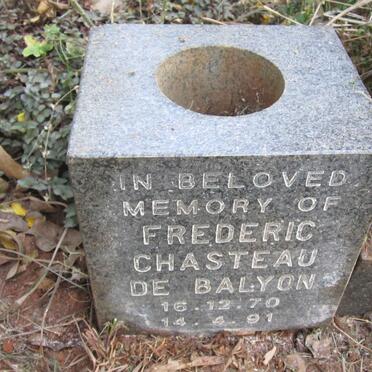 IN BELOVED
MEMORY OF
FREDERIC
CHASTEAU
DE BALYON
16.12.70
14.4.91